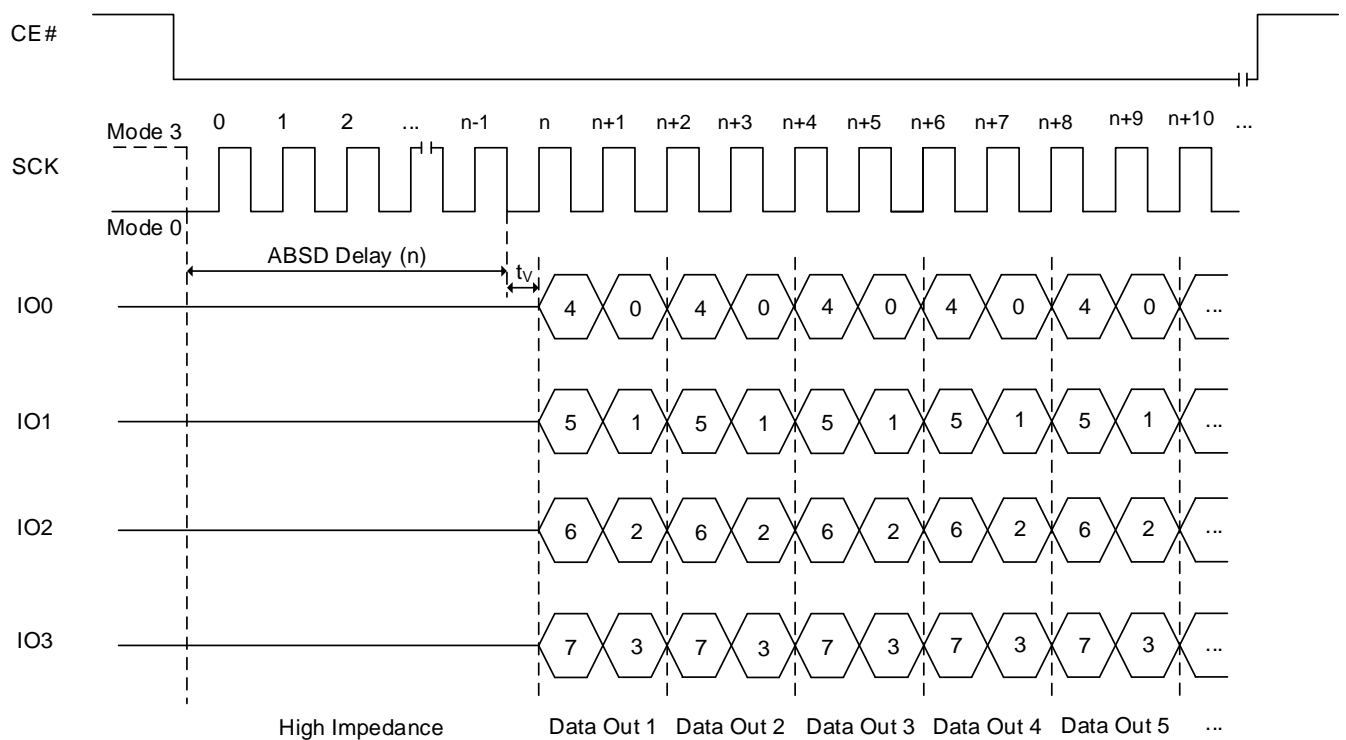 CE#
0 1 2 ... n-1 n n+1 n+2 n+3 n+4 n+5 n+6 n+7 n+8 n+9 n+10 ...
Mode 3
SCK
Mode 0
ABSD Delay (n)
tV
IO0 4 0 4 0 4 0 4 0 4 0 ...
IO1 5 1 5 1 5 1 5 1 5 1 ...
IO2 6 2 6 2 6 2 6 2 6 2 ...
IO3 7 3 7 3 7 3 7 3 7 3 ...
High Impedance Data Out 1 Data Out 2 Data Out 3 Data Out 4 Data Out 5 ...